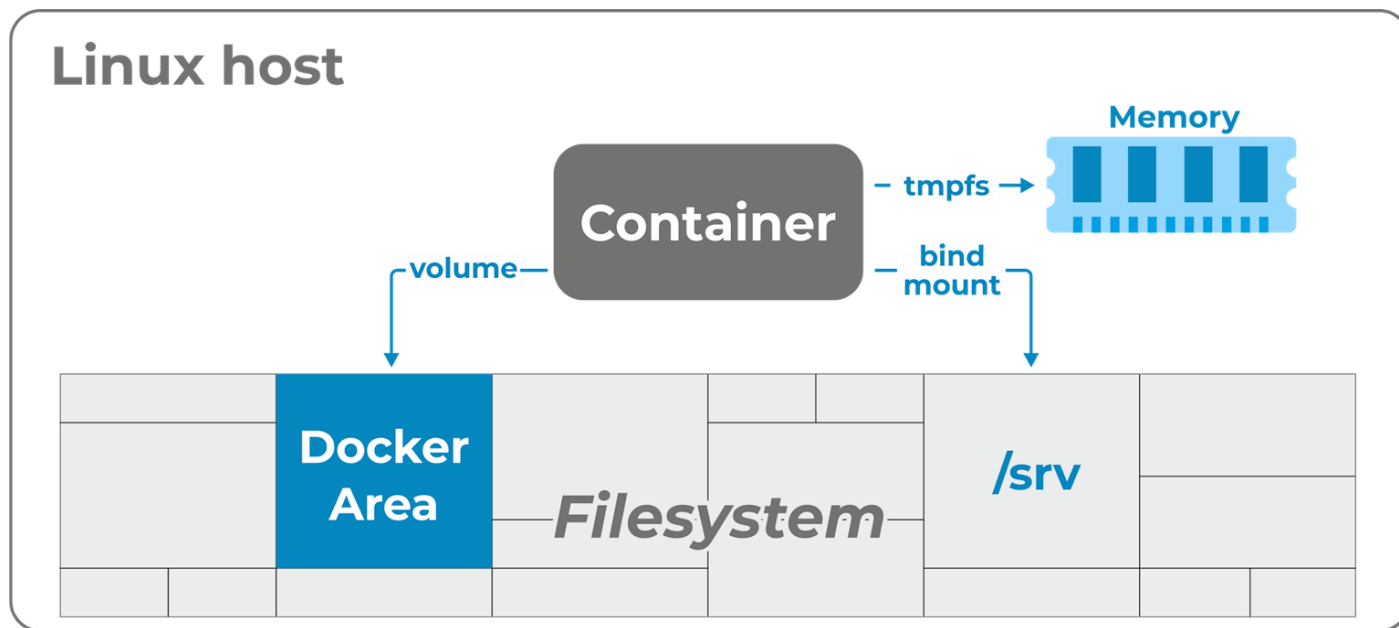 Linux host
Memory
Container
tmpfs
volume
bind
mount
Docker
Area
/srv
Filesystem